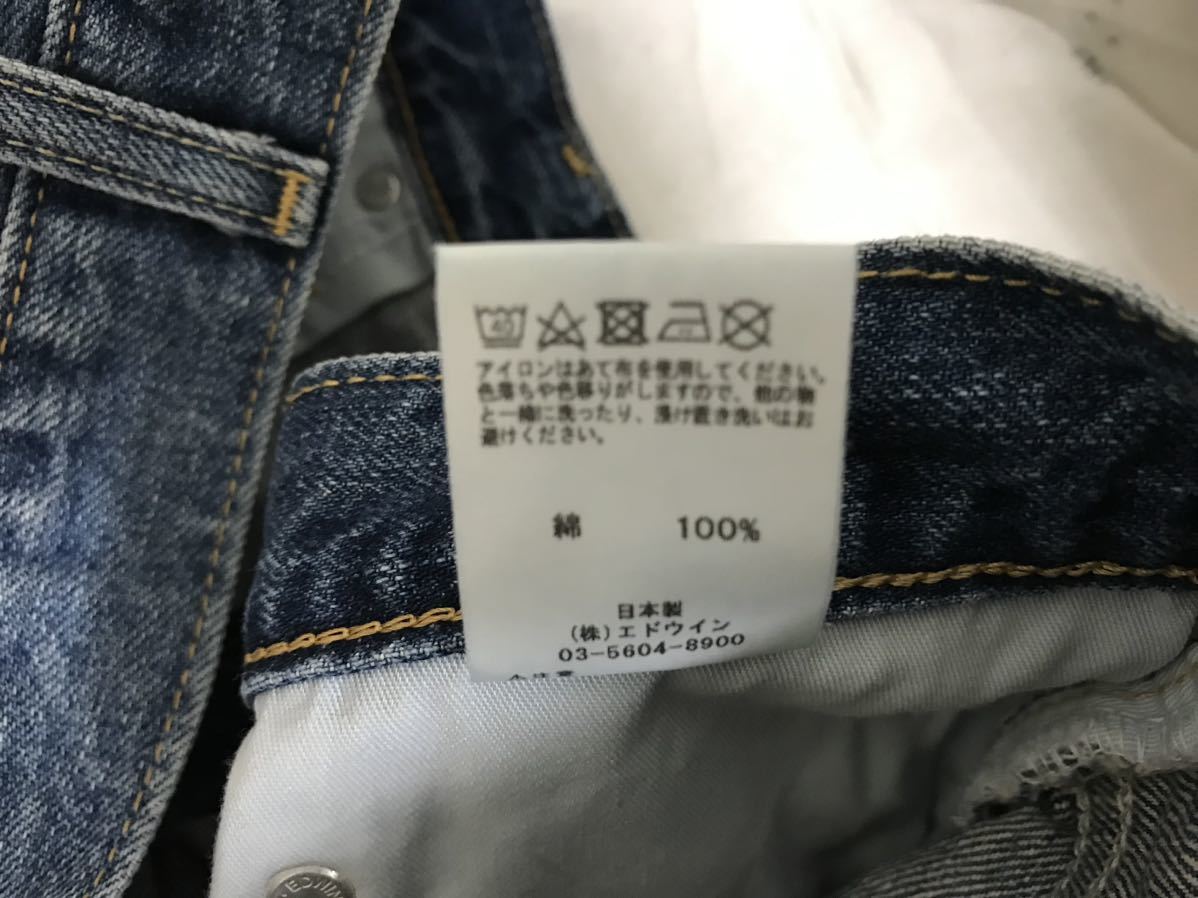 40
アイロンはあて布を使用してください。
色落ちや色移りがしますので、他の物
と一緒に洗ったり、浸け置き洗いはお
避けください。
綿 100%
日本製
(株)エドウイン
03-5604-8900
EDWIN